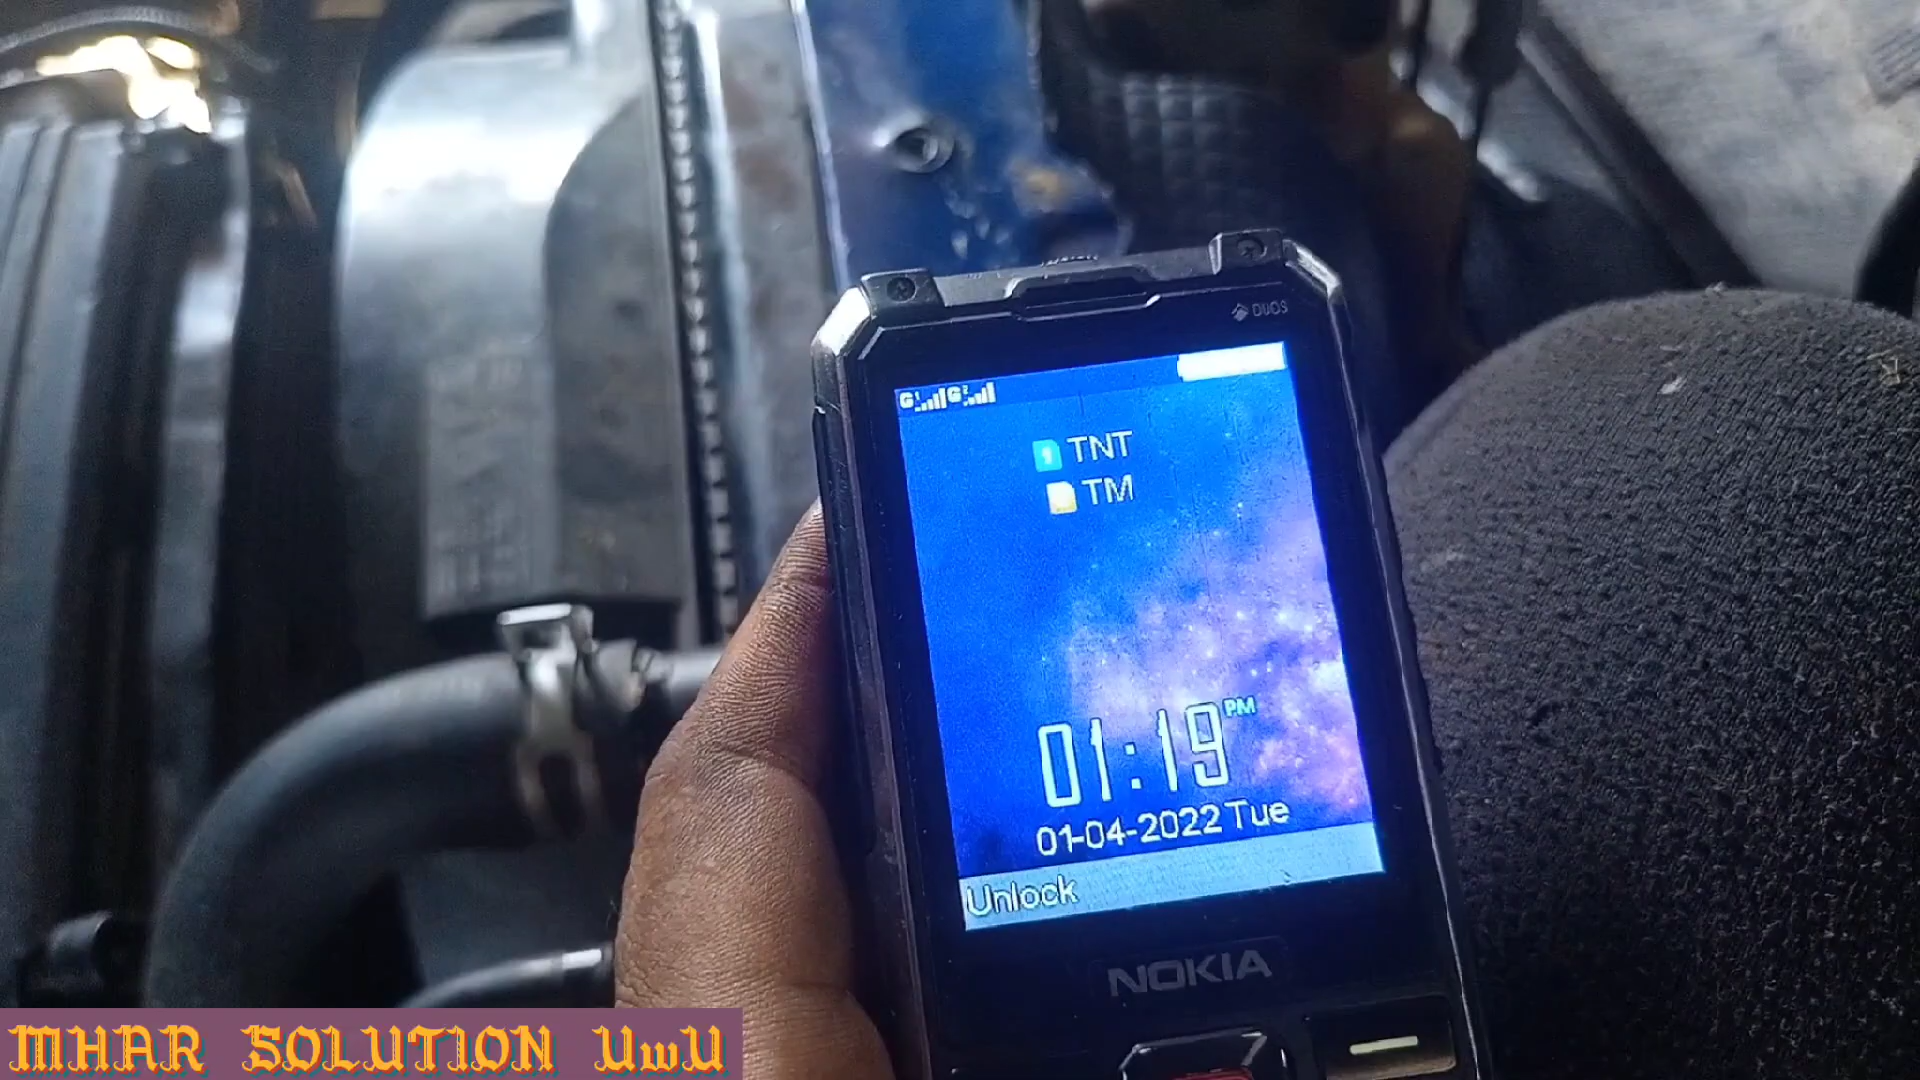 DUOS
TNT
TM
01:19 PM
01-04-2022 Tue
Unlock
NOKIA
MHAR SOLUTION UwU